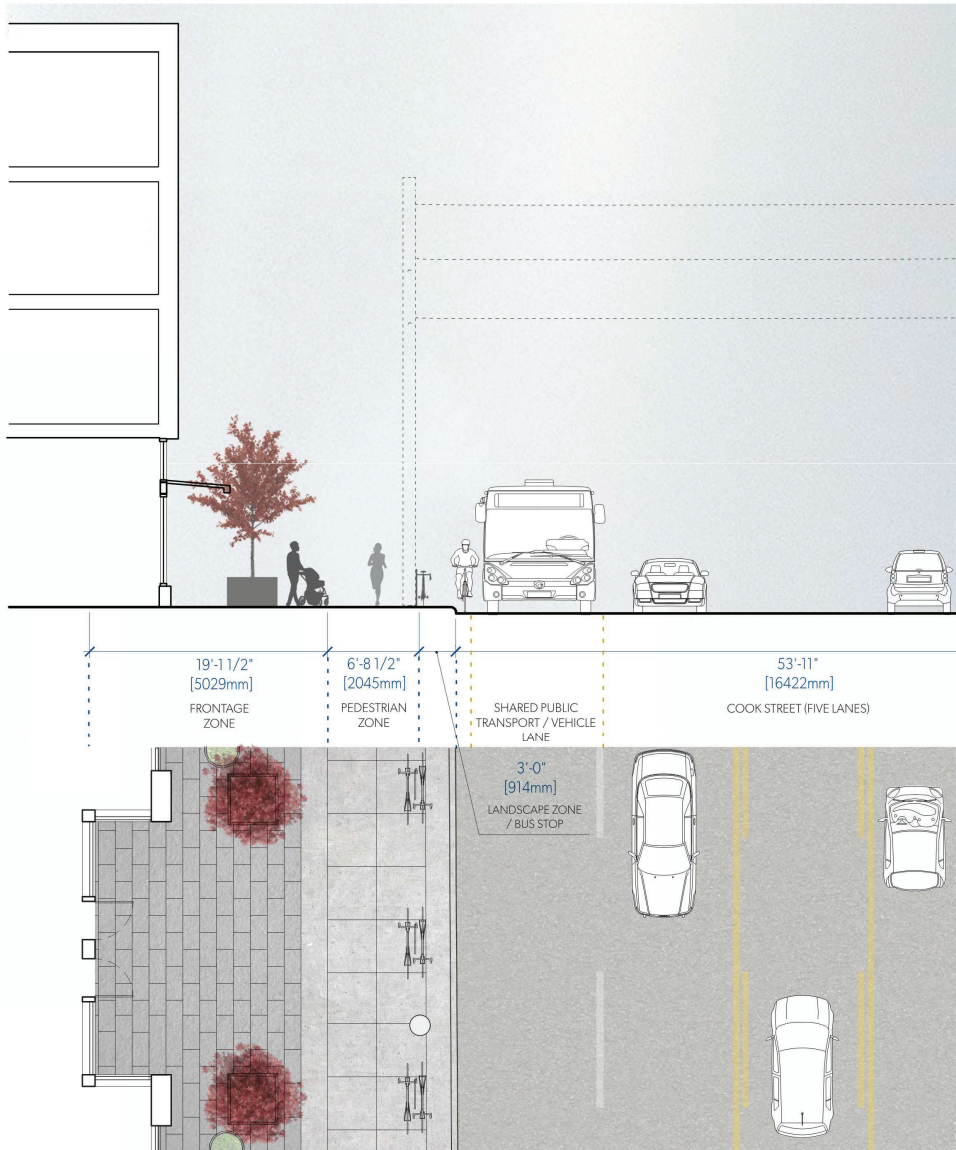 19'-1 1/2"
[5029mm]
FRONTAGE
ZONE
6'-8 1/2"
[2045mm]
PEDESTRIAN
ZONE
SHARED PUBLIC
TRANSPORT / VEHICLE
LANE
53'-11"
[16422mm]
COOK STREET (FIVE LANES)
3'-0"
[914mm]
LANDSCAPE ZONE
/ BUS STOP